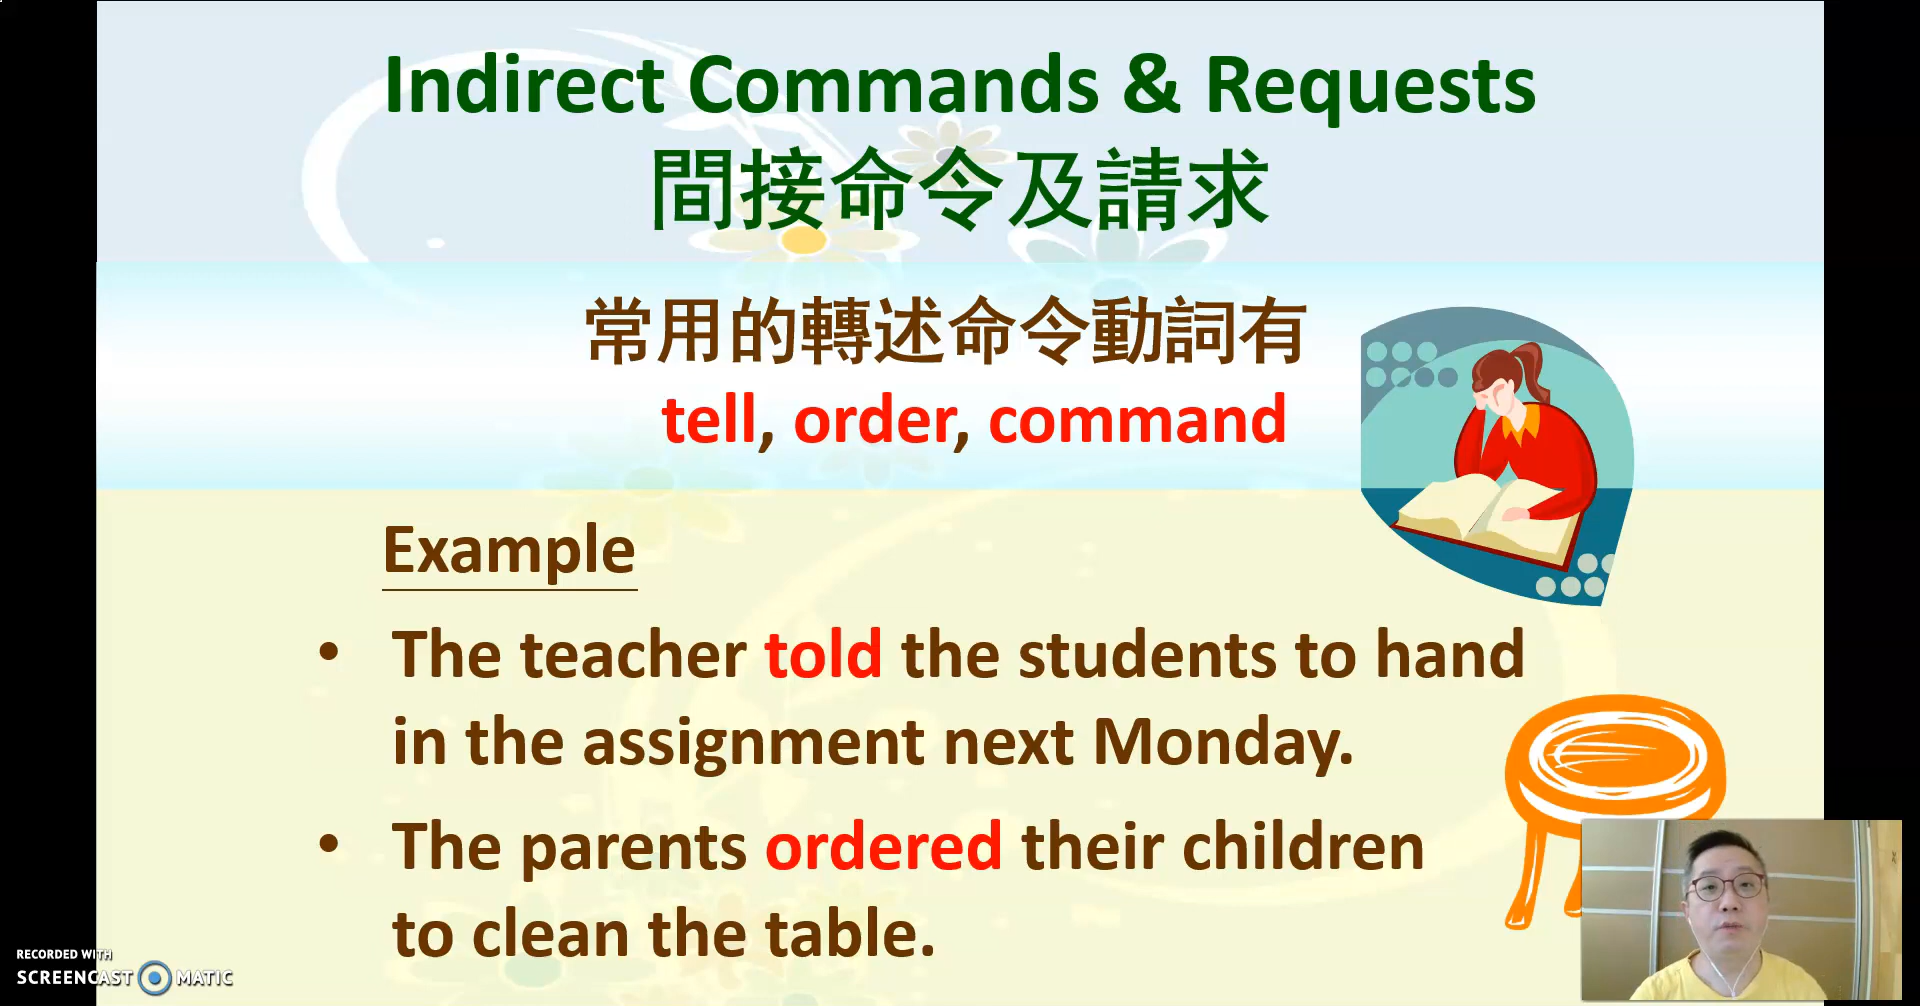 Indirect Commands & Requests
間接命令及請求
常用的轉述命令動詞有
tell, order, command
Example
• The teacher told the students to hand
in the assignment next Monday.
• The parents ordered their children
to clean the table.
RECORDED WITH
SCREENCAST MATIC